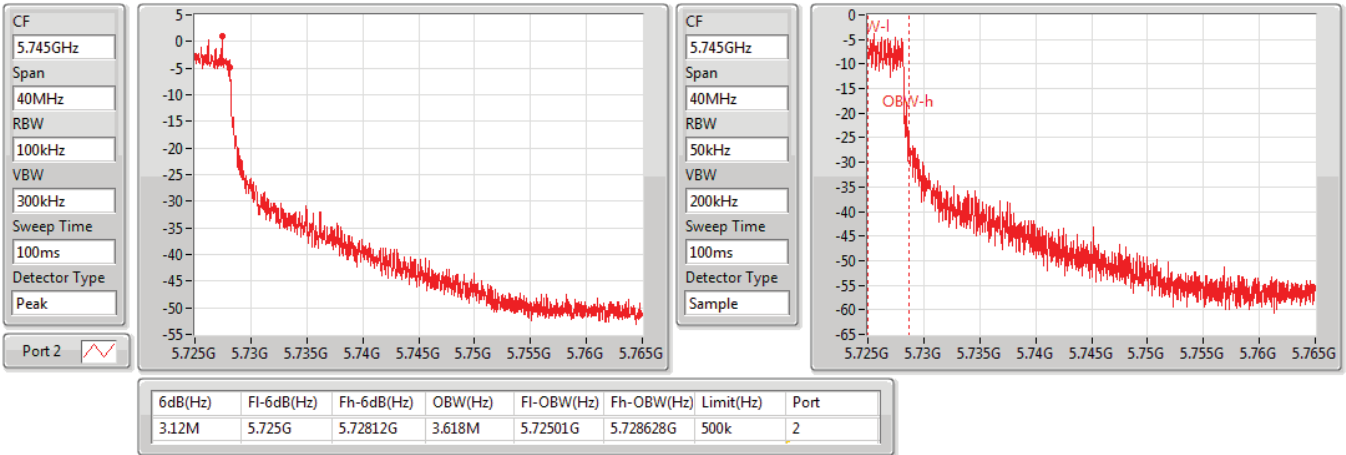 CF
5.745GHz
Span
40MHz
RBW
100kHz
VBW
300kHz
Sweep Time
100ms
Detector Type
Peak
Port 2
5
0
-5
-10
-15
-20
-25
-30
-35
-40
-45
-50
-55
5.725G 5.73G 5.735G 5.74G 5.745G 5.75G 5.755G 5.76G 5.765G
CF
5.745GHz
Span
40MHz
RBW
50kHz
VBW
200kHz
Sweep Time
100ms
Detector Type
Sample
0
-5
-10
-15
-20
-25
-30
-35
-40
-45
-50
-55
-60
-65
W-l
OBW-h
5.725G 5.73G 5.735G 5.74G 5.745G 5.75G 5.755G 5.76G 5.765G
6dB(Hz) Fl-6dB(Hz) Fh-6dB(Hz) OBW(Hz) Fl-OBW(Hz) Fh-OBW(Hz) Limit(Hz) Port
3.12M 5.725G 5.72812G 3.618M 5.72501G 5.728628G 500k 2